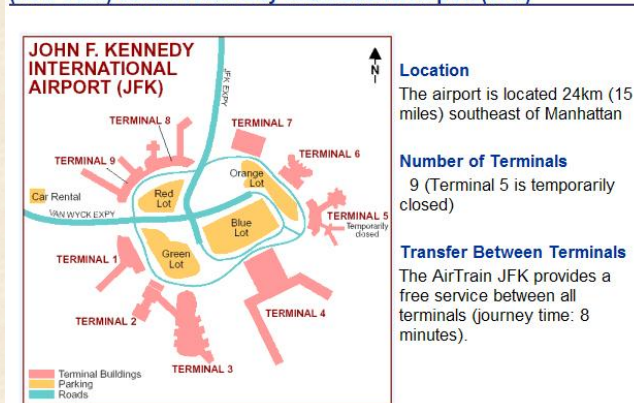 JOHN F. KENNEDY
INTERNATIONAL
AIRPORT (JFK)
N
JFK EXPY
TERMINAL 8
TERMINAL 7
TERMINAL 9
TERMINAL 6
Orange
Lot
Car Rental
Red
Lot
VAN WYCK EXPY
Blue
Lot
TERMINAL 5
Temporarily
closed
TERMINAL 1
Green
Lot
TERMINAL 2
TERMINAL 4
TERMINAL 3
Terminal Buildings
Parking
Roads
Location
The airport is located 24km (15
miles) southeast of Manhattan
Number of Terminals
9 (Terminal 5 is temporarily
closed)
Transfer Between Terminals
The AirTrain JFK provides a
free service between all
terminals (journey time: 8
minutes).